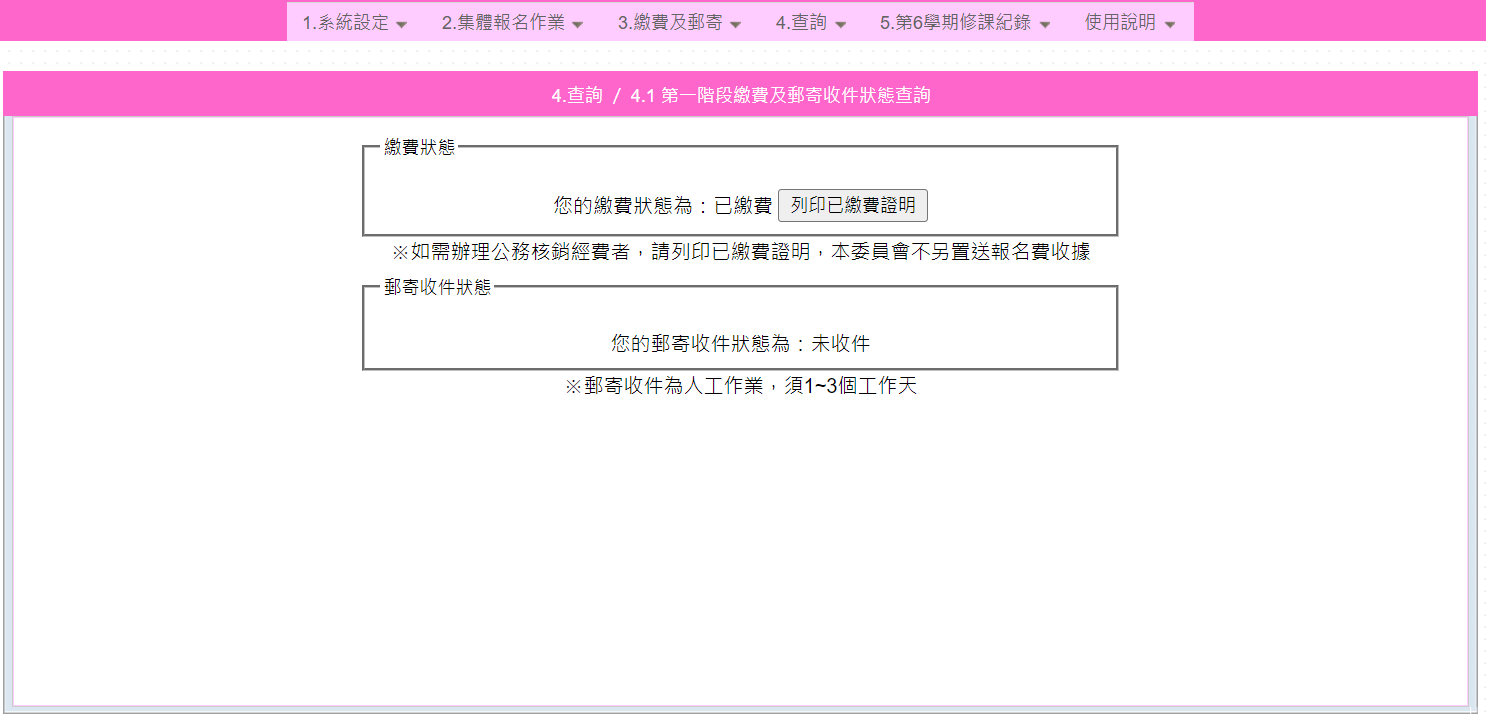 1.系統設定 2.集體報名作業 3.繳費及郵寄 4.查詢 5.第6學期修課紀錄 使用說明
4.查詢 / 4.1 第一階段繳費及郵寄收件狀態查詢
繳費狀態
您的繳費狀態為：已繳費 列印已繳費證明
※如需辦理公務核銷經費者，請列印已繳費證明，本委員會不另置送報名費收據
郵寄收件狀態
您的郵寄收件狀態為：未收件
※郵寄收件為人工作業，須1~3個工作天